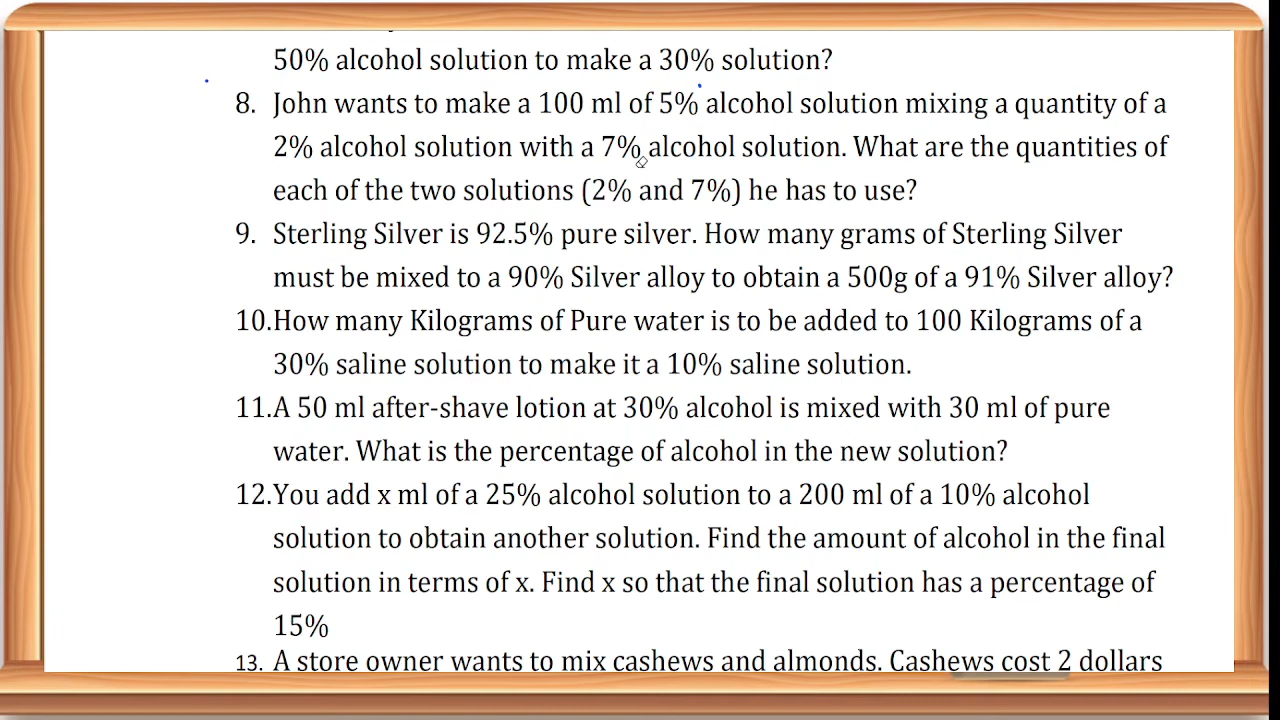 50% alcohol solution to make a 30% solution?
8. John wants to make a 100 ml of 5% alcohol solution mixing a quantity of a
2% alcohol solution with a 7% alcohol solution. What are the quantities of
each of the two solutions (2% and 7%) he has to use?
9. Sterling Silver is 92.5% pure silver. How many grams of Sterling Silver
must be mixed to a 90% Silver alloy to obtain a 500g of a 91% Silver alloy?
10.How many Kilograms of Pure water is to be added to 100 Kilograms of a
30% saline solution to make it a 10% saline solution.
11.A 50 ml after-shave lotion at 30% alcohol is mixed with 30 ml of pure
water. What is the percentage of alcohol in the new solution?
12.You add x ml of a 25% alcohol solution to a 200 ml of a 10% alcohol
solution to obtain another solution. Find the amount of alcohol in the final
solution in terms of x. Find x so that the final solution has a percentage of
15%
13. A store owner wants to mix cashews and almonds. Cashews cost 2 dollars